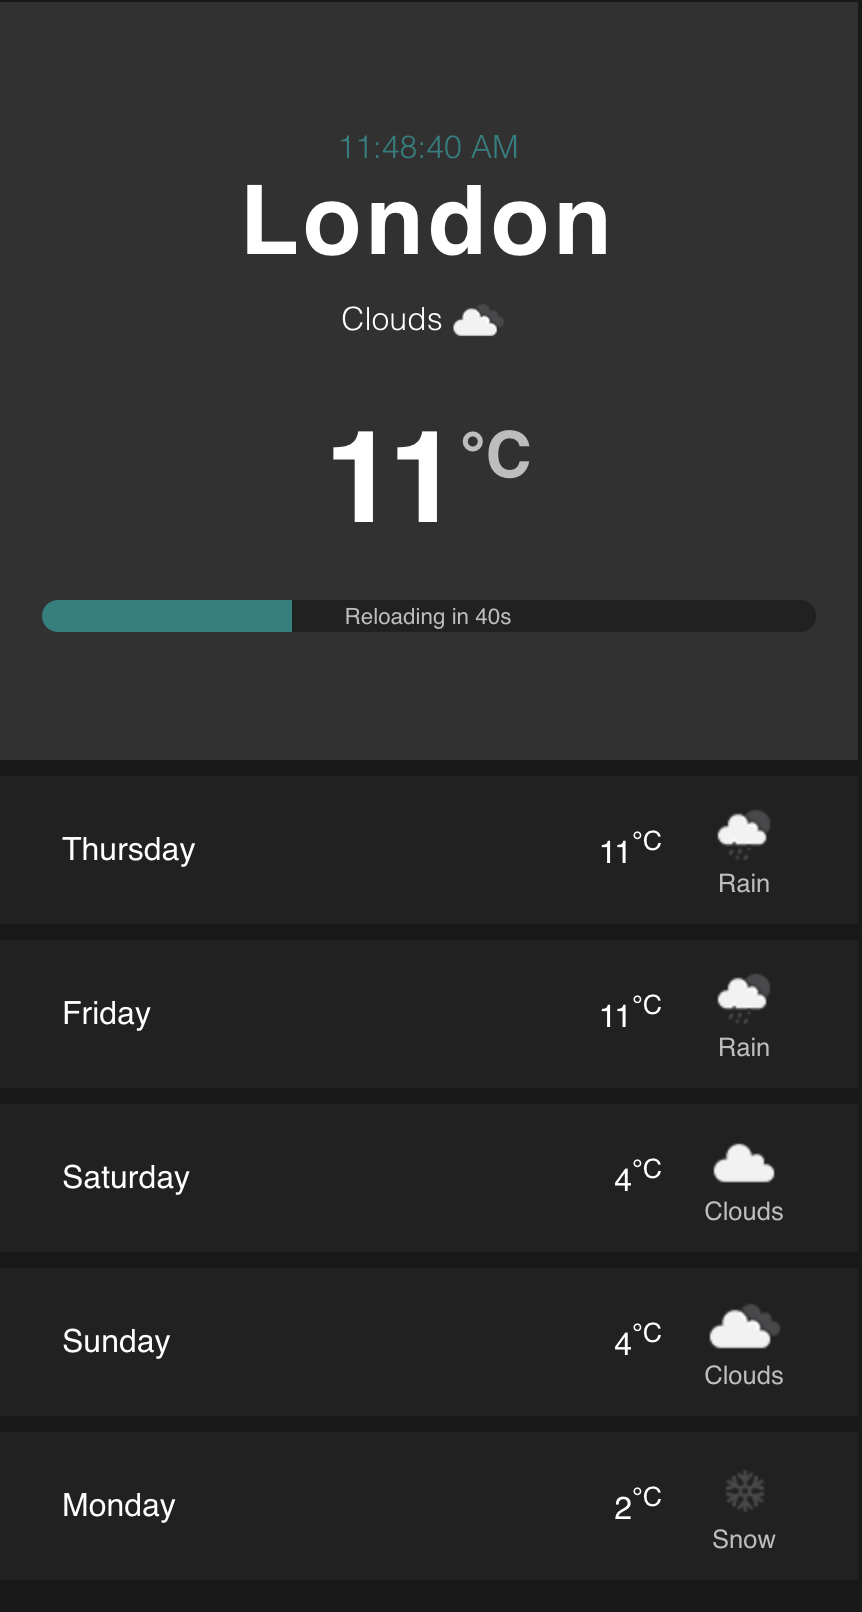 11:48:40 AM
London
Clouds
11 °C
Reloading in 40s
Thursday 11 °C Rain
Friday 11 °C Rain
Saturday 4 °C Clouds
Sunday 4 °C Clouds
Monday 2 °C Snow